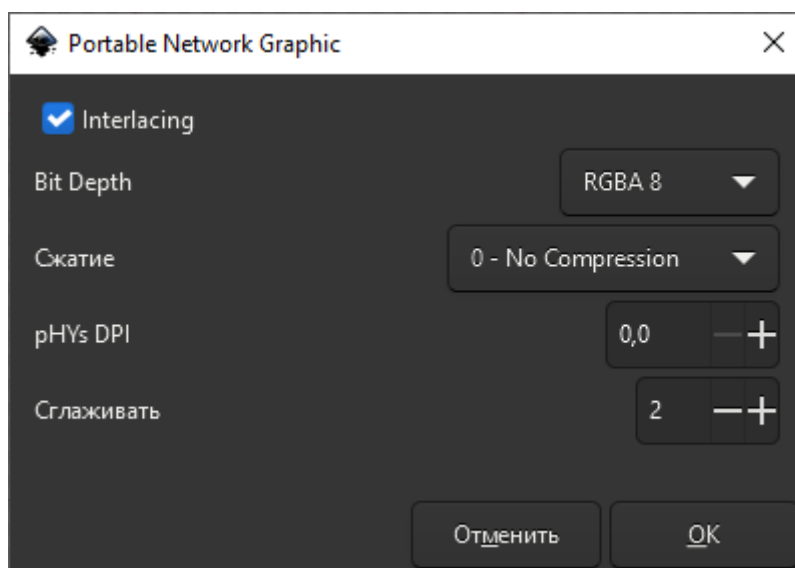 Portable Network Graphic
Interlacing
Bit Depth RGBA 8
Сжатие 0 - No Compression
pHYs DPI 0,0
Сглаживать 2
Отменить OK